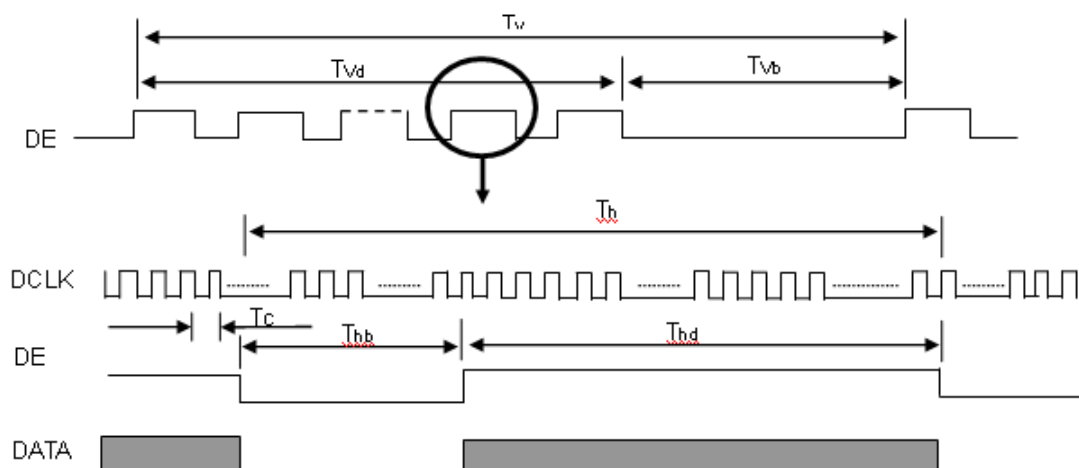 Tv
Tvd
Tvb
DE
Th
DCLK
Tc
Thb
Thd
DE
DATA